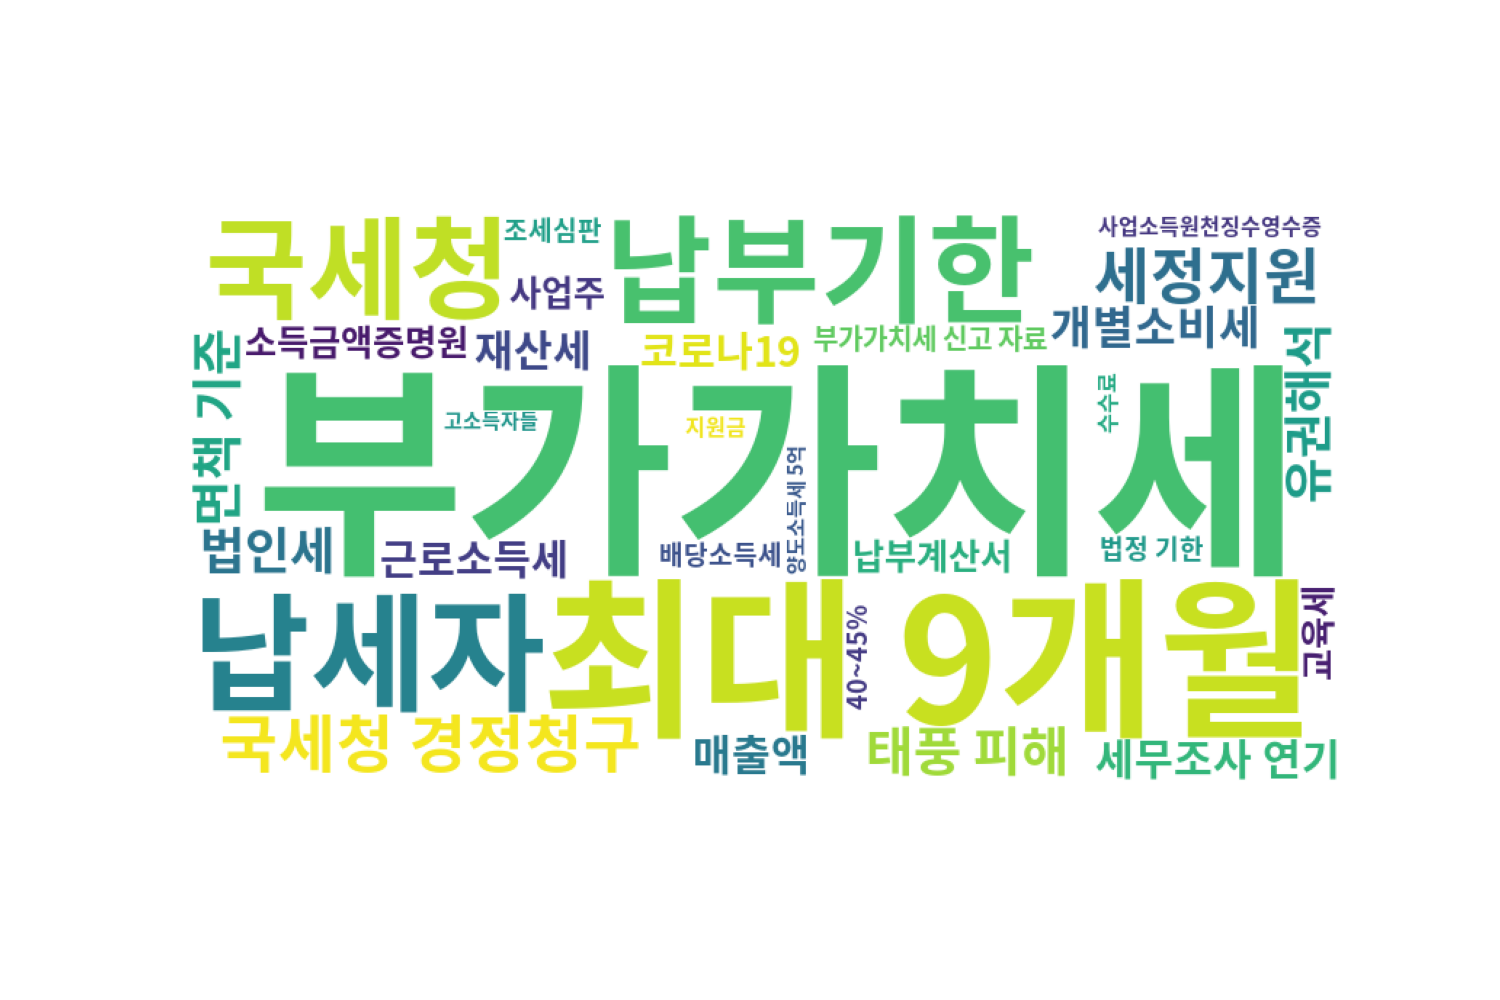 국세청
조세심판
납부기한
사업소득원천징수영수증
사업주
세정지원
소득금액증명원
재산세
코로나19
부가가치세 신고 자료
개별소비세
면책 기준
부가가치세
고소득자들
지원금
수수료
유권해석
양도소득세 5억
법인세
근로소득세
배당소득세
납부계산서
법정 기한
납세자
최대 9개월
40~45%
교육세
국세청 경정청구
매출액
태풍 피해
세무조사 연기